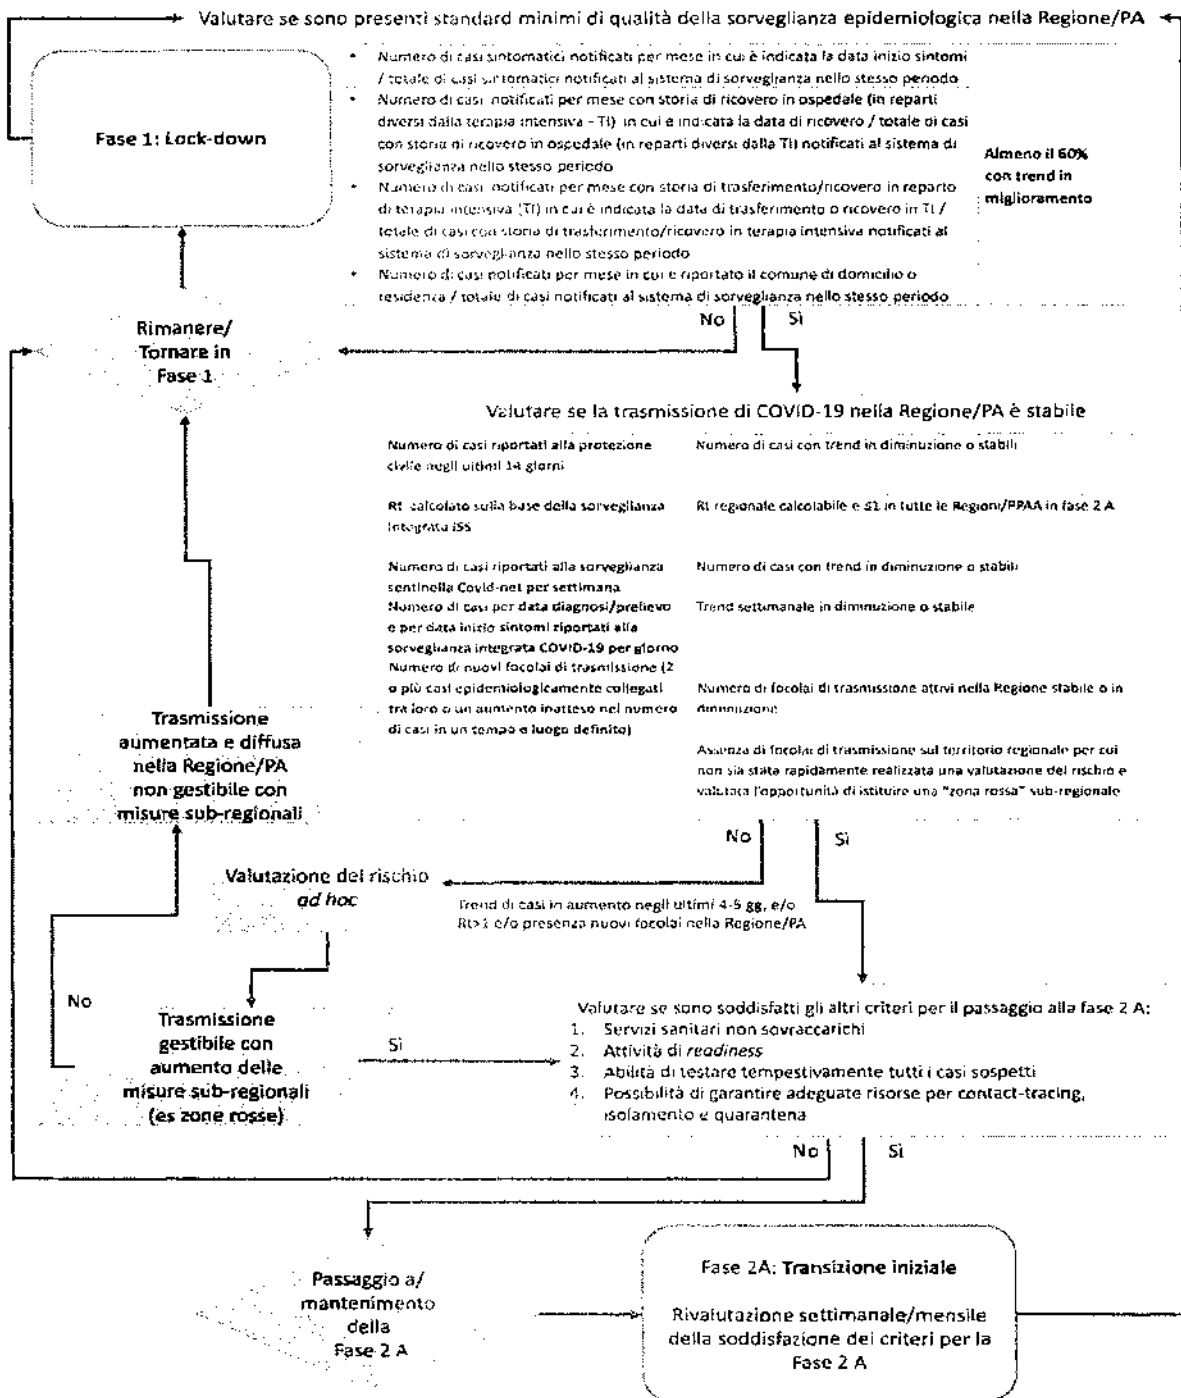 Valutare se sono presenti standard minimi di qualità della sorveglianza epidemiologica nella Regione/PA
Fase 1: Lock-down
• Numero di casi sintomatici notificati per mese in cui è indicata la data inizio sintomi
/ totale di casi sintomatici notificati al sistema di sorveglianza nello stesso periodo
• Numero di casi notificati per mese con storia di ricovero in ospedale (in reparti
diversi dalla terapia intensiva - TI) in cui è indicata la data di ricovero / totale di casi
con storia di ricovero in ospedale (in reparti diversi dalla TI) notificati al sistema di
sorveglianza nello stesso periodo
• Numero di casi notificati per mese con storia di trasferimento/ricovero in reparto
di terapia intensiva (TI) in cui è indicata la data di trasferimento o ricovero in TI /
totale di casi con storia di trasferimento/ricovero in terapia intensiva notificati al
sistema di sorveglianza nello stesso periodo
• Numero di casi notificati per mese in cui è riportato il comune di domicilio o
residenza / totale di casi notificati al sistema di sorveglianza nello stesso periodo
Almeno il 60%
con trend in
miglioramento
No
Sì
Rimanere/
Tornare in
Fase 1
Valutare se la trasmissione di COVID-19 nella Regione/PA è stabile
Numero di casi riportati alla protezione
civile negli ultimi 14 giorni
Numero di casi con trend in diminuzione o stabili
Rt calcolato sulla base della sorveglianza
integrata ISS
Rt regionale calcolabile e ≤1 in tutte le Regioni/PPAA in fase 2 A
Numero di casi riportati alla sorveglianza
sentinella Covid-net per settimana
Numero di casi con trend in diminuzione o stabili
Numero di casi per data diagnosi/prelievo
e per data inizio sintomi riportati alla
sorveglianza integrata COVID-19 per giorno
Trend settimanale in diminuzione o stabile
Numero di nuovi focolai di trasmissione (2
o più casi epidemiologicamente collegati
tra loro o un aumento inatteso nel numero
di casi in un tempo e luogo definito)
Numero di focolai di trasmissione attivi nella Regione stabile o in
diminuzione
Assenza di focolai di trasmissione sul territorio regionale per cui
non sia stata rapidamente realizzata una valutazione del rischio e
valutata l'opportunità di istituire una "zona rossa" sub-regionale
Trasmissione
aumentata e diffusa
nella Regione/PA
non gestibile con
misure sub-regionali
No
Sì
Valutazione del rischio
ad hoc
Trend di casi in aumento negli ultimi 4-5 gg, e/o
Rt>1 e/o presenza nuovi focolai nella Regione/PA
No
Trasmissione
gestibile con
aumento delle
misure sub-regionali
(es zone rosse)
Sì
Valutare se sono soddisfatti gli altri criteri per il passaggio alla fase 2 A:
1. Servizi sanitari non sovraccarichi
2. Attività di readiness
3. Abilità di testare tempestivamente tutti i casi sospetti
4. Possibilità di garantire adeguate risorse per contact-tracing,
isolamento e quarantena
No
Sì
Passaggio a/
mantenimento
della
Fase 2 A
Fase 2A: Transizione iniziale
Rivalutazione settimanale/mensile
della soddisfazione dei criteri per la
Fase 2 A